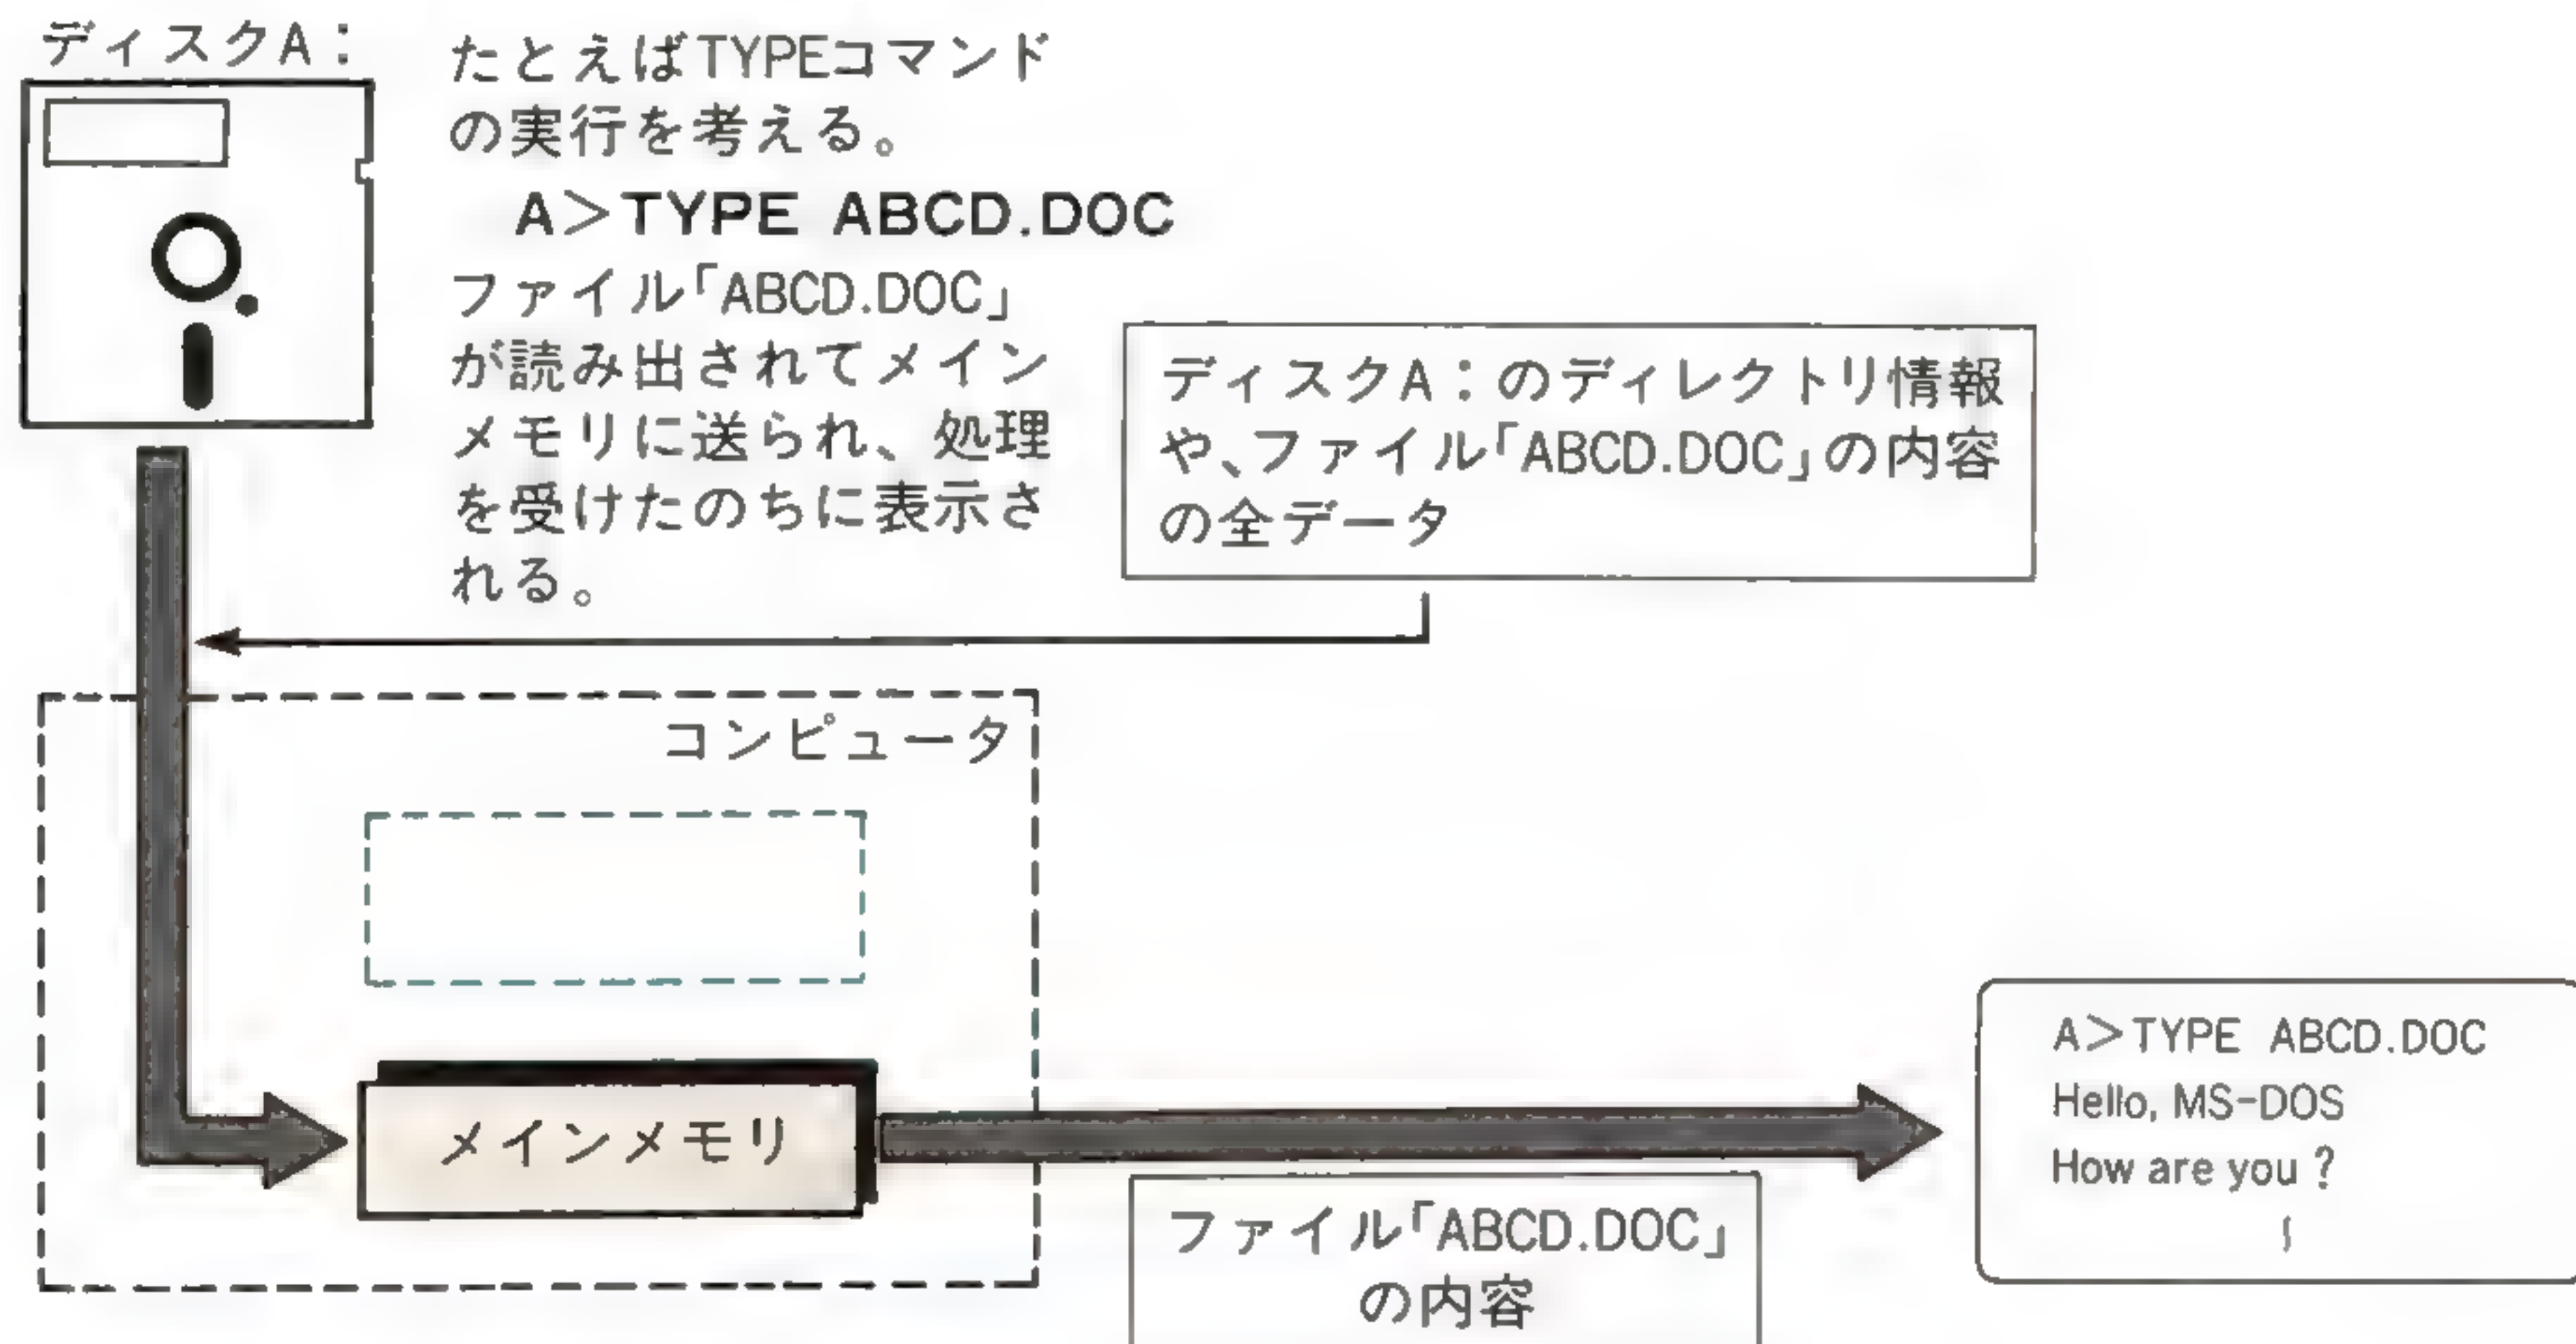 ディスクA：
たとえばTYPEコマンド
の実行を考える。
A>TYPE ABCD.DOC
ファイル「ABCD.DOC」
が読み出されてメイン
メモリに送られ、処理
を受けたのちに表示さ
れる。
ディスクA：のディレクトリ情報
や、ファイル「ABCD.DOC」の内容
の全データ
コンピュータ
メインメモリ
ファイル「ABCD.DOC」
の内容
A>TYPE ABCD.DOC
Hello, MS-DOS
How are you ?